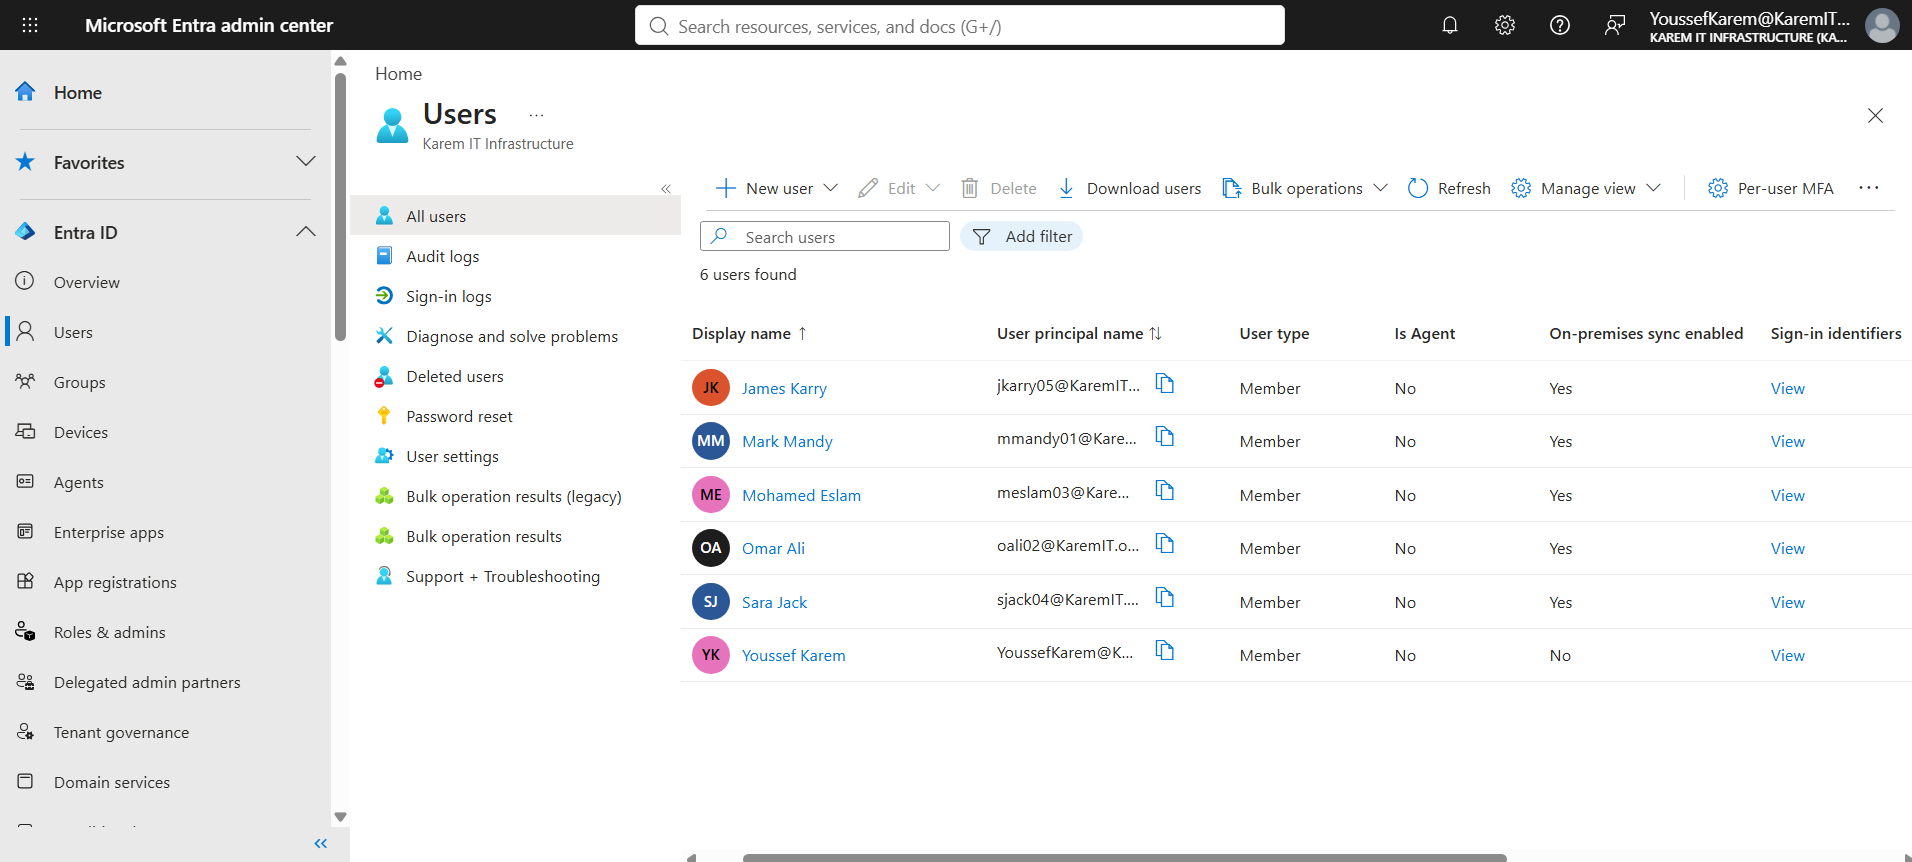 Microsoft Entra admin center
Search resources, services, and docs (G+/)
YoussefKarem@KaremIT...
KAREM IT INFRASTRUCTURE (KA...
Home
Favorites
Entra ID
Overview
Users
Groups
Devices
Agents
Enterprise apps
App registrations
Roles & admins
Delegated admin partners
Tenant governance
Domain services
Home
Users
...
Karem IT Infrastructure
All users
Audit logs
Sign-in logs
Diagnose and solve problems
Deleted users
Password reset
User settings
Bulk operation results (legacy)
Bulk operation results
Support + Troubleshooting
New user Edit Delete Download users Bulk operations Refresh Manage view Per-user MFA ...
Search users Add filter
6 users found
Display name ↑ User principal name ↑↓ User type Is Agent On-premises sync enabled Sign-in identifiers
JK James Karry jkarry05@KaremIT... Member No Yes View
MM Mark Mandy mmandy01@Kare... Member No Yes View
ME Mohamed Eslam meslam03@Kare... Member No Yes View
OA Omar Ali oali02@KaremIT.o... Member No Yes View
SJ Sara Jack sjack04@KaremIT.... Member No Yes View
YK Youssef Karem YoussefKarem@K... Member No No View